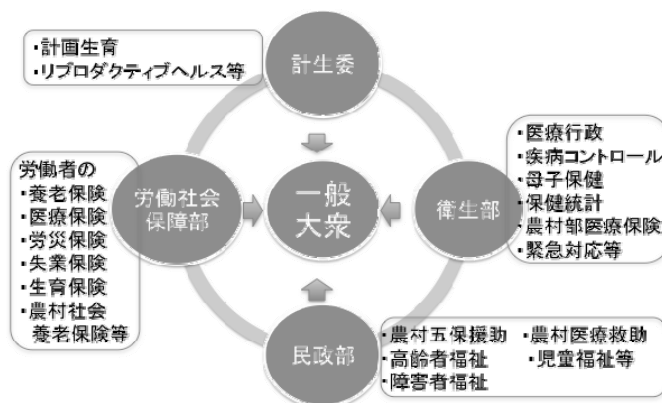 ・計画生育
・リプロダクティブヘルス等
計生委
労働者の
・養老保険
・医療保険
・労災保険
・失業保険
・生育保険
・農村社会
養老保険等
労働社会
保障部
一般
大衆
衛生部
・医療行政
・疾病コントロール
・母子保健
・保健統計
・農村部医療保険
・緊急対応等
民政部
・農村五保援助 ・農村医療救助
・高齢者福祉 ・児童福祉等
・障害者福祉